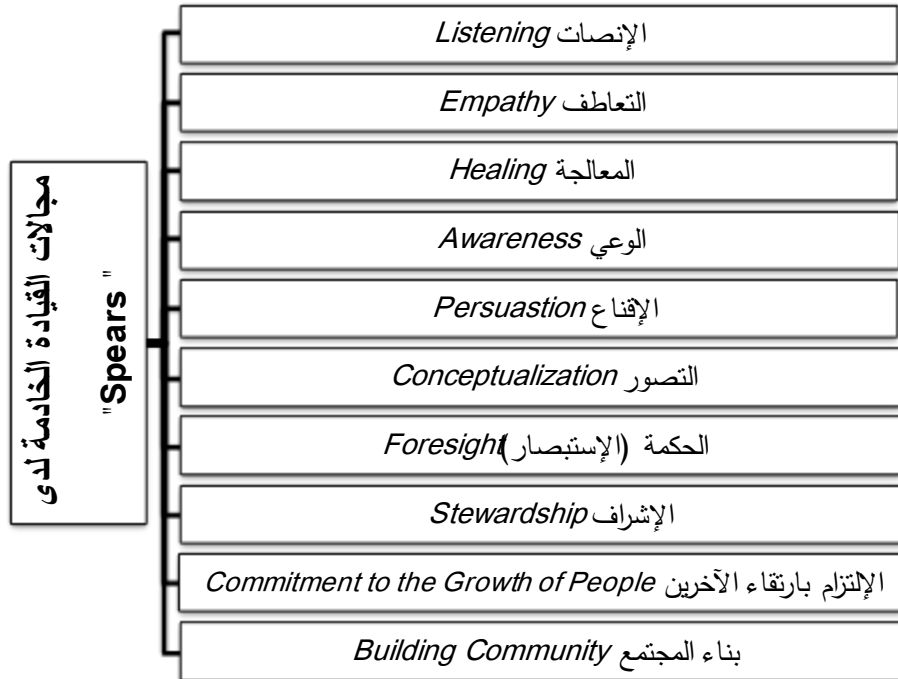 مجالات القيادة الخادمة لدى
"Spears "
الإنصات Listening
التعاطف Empathy
المعالجة Healing
الوعي Awareness
الإقناع Persuastion
التصور Conceptualization
الحكمة (الإستبصار)Foresight
الإشراف Stewardship
الإلتزام بارتقاء الآخرين Commitment to the Growth of People
بناء المجتمع Building Community